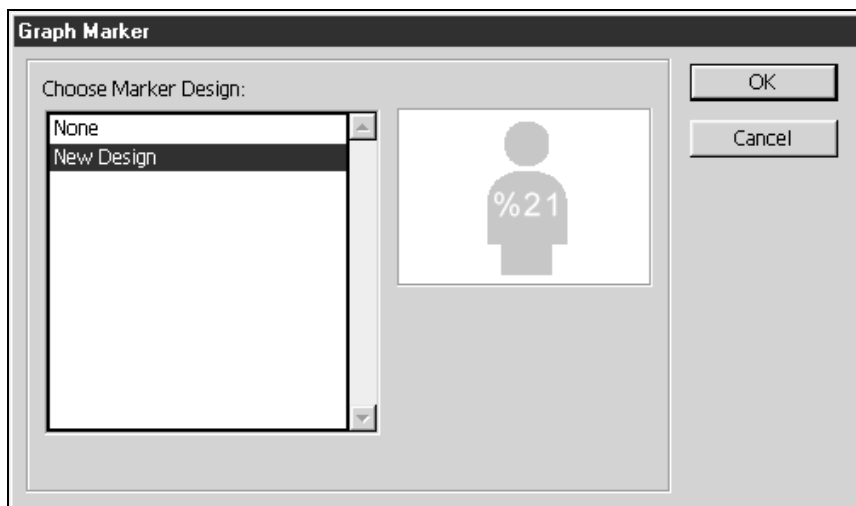 Graph Marker
Choose Marker Design:
None
New Design
%21
OK
Cancel